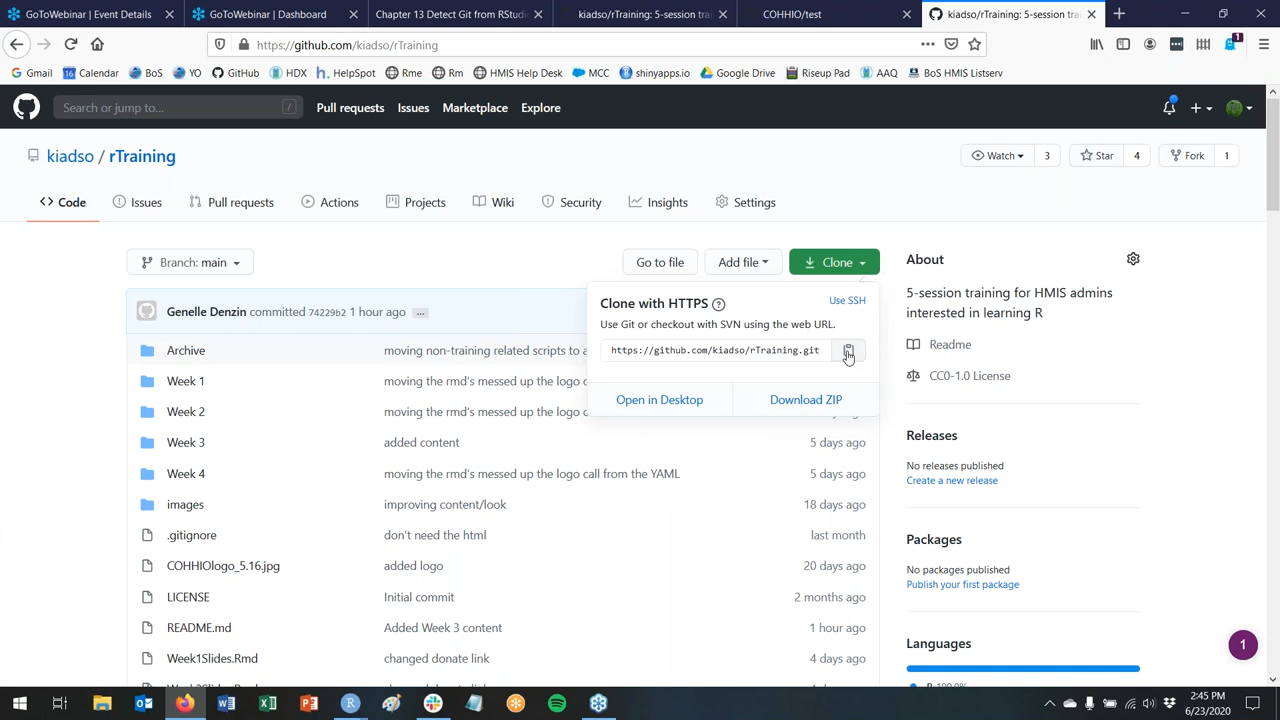 GoToWebinar | Event Details
GoToWebinar | Dashboard
Chapter 13 Detect Git from RStudi
kiadso/rTraining: 5-session trai
COHHIO/test
kiadso/rTraining: 5-session trai
https://github.com/kiadso/rTraining
1
Gmail Calendar BoS YO GitHub HDX HelpSpot Rme Rm HMIS Help Desk MCC shinyapps.io Google Drive Riseup Pad AAQ BoS HMIS Listserv
Search or jump to... / Pull requests Issues Marketplace Explore
kiadso / rTraining
Watch 3 Star 4 Fork 1
Code Issues Pull requests Actions Projects Wiki Security Insights Settings
Branch: main Go to file Add file Clone
Genelle Denzin committed 74229b2 1 hour ago ...
Clone with HTTPS ? Use SSH
Use Git or checkout with SVN using the web URL.
https://github.com/kiadso/rTraining.git
Open in Desktop Download ZIP
Archive moving non-training related scripts to a
Week 1 moving the rmd's messed up the logo c
Week 2 moving the rmd's messed up the logo c
Week 3 added content 5 days ago
Week 4 moving the rmd's messed up the logo call from the YAML 5 days ago
images improving content/look 18 days ago
.gitignore don't need the html last month
COHHIOlogo_5.16.jpg added logo 20 days ago
LICENSE Initial commit 2 months ago
README.md Added Week 3 content 1 hour ago
Week1Slides.Rmd changed donate link 4 days ago
About
5-session training for HMIS admins
interested in learning R
Readme
CC0-1.0 License
Releases
No releases published
Create a new release
Packages
No packages published
Publish your first package
Languages
1
2:45 PM
6/23/2020